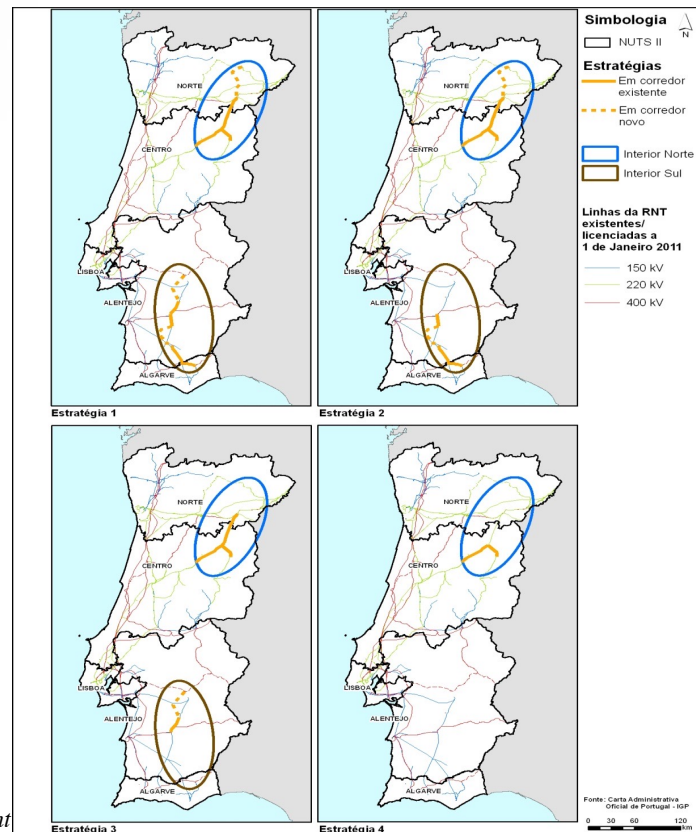 NORTE
CENTRO
LISBOA
ALENTEJO
ALGARVE
Estratégia 1
NORTE
CENTRO
LISBOA
ALENTEJO
ALGARVE
Estratégia 2
Simbologia
N
NUTS II
Estratégias
Em corredor
existente
Em corredor
novo
Interior Norte
Interior Sul
Linhas da RNT
existentes/
licenciadas a
1 de Janeiro 2011
150 kV
220 kV
400 kV
NORTE
CENTRO
LISBOA
ALENTEJO
ALGARVE
Estratégia 3
NORTE
CENTRO
LISBOA
ALENTEJO
ALGARVE
Estratégia 4
nt
Fonte: Carta Administrativa
Oficial de Portugal - IGP
0 30 60 120
km